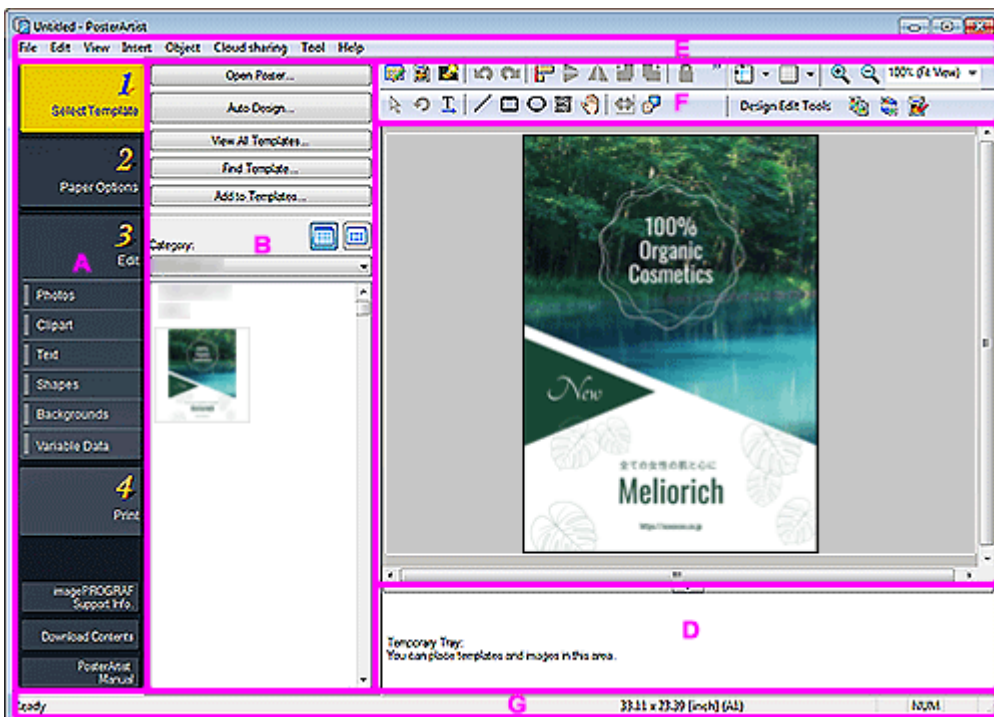 Untitled - PosterArtist
File Edit View Insert Object Cloud sharing Tool Help
E
1
Select Template
2
Paper Options
3
Edit
A
Photos
Clipart
Text
Shapes
Backgrounds
Variable Data
4
Print
imagePROGRAF
Support Info.
Download Contents
PosterArtist
Manual
Open Poster...
Auto Design...
View All Templates...
Find Template...
Add to Templates...
Category:
B
100% (Fit View)
F
Design Edit Tools
100%
Organic
Cosmetics
New
全ての女性の肌と心に
Meliorich
D
Temporary Tray:
You can place templates and images in this area.
Ready
G
33.11 x 23.39 [inch] (A1)
NUM